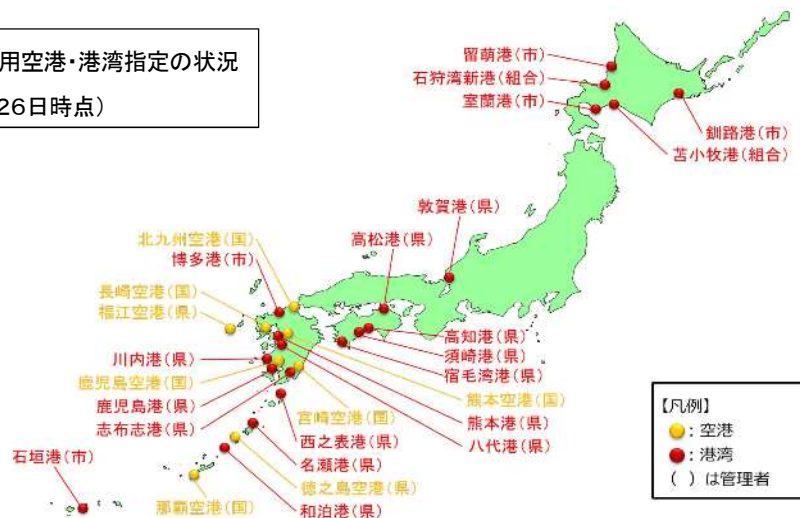 用空港・港湾指定の状況
26日時点）
留萌港(市)
石狩湾新港(組合)
室蘭港(市)
釧路港(市)
苫小牧港(組合)
敦賀港(県)
高松港(県)
北九州空港(国)
博多港(市)
長崎空港(国)
福江空港(県)
高知港(県)
須崎港(県)
宿毛湾港(県)
川内港(県)
鹿児島空港(国)
鹿児島港(県)
志布志港(県)
熊本空港(国)
熊本港(県)
八代港(県)
宮崎空港(国)
西之表港(県)
名瀬港(県)
徳之島空港(県)
和泊港(県)
石垣港(市)
那覇空港(国)
【凡例】
：空港
：港湾
( )は管理者